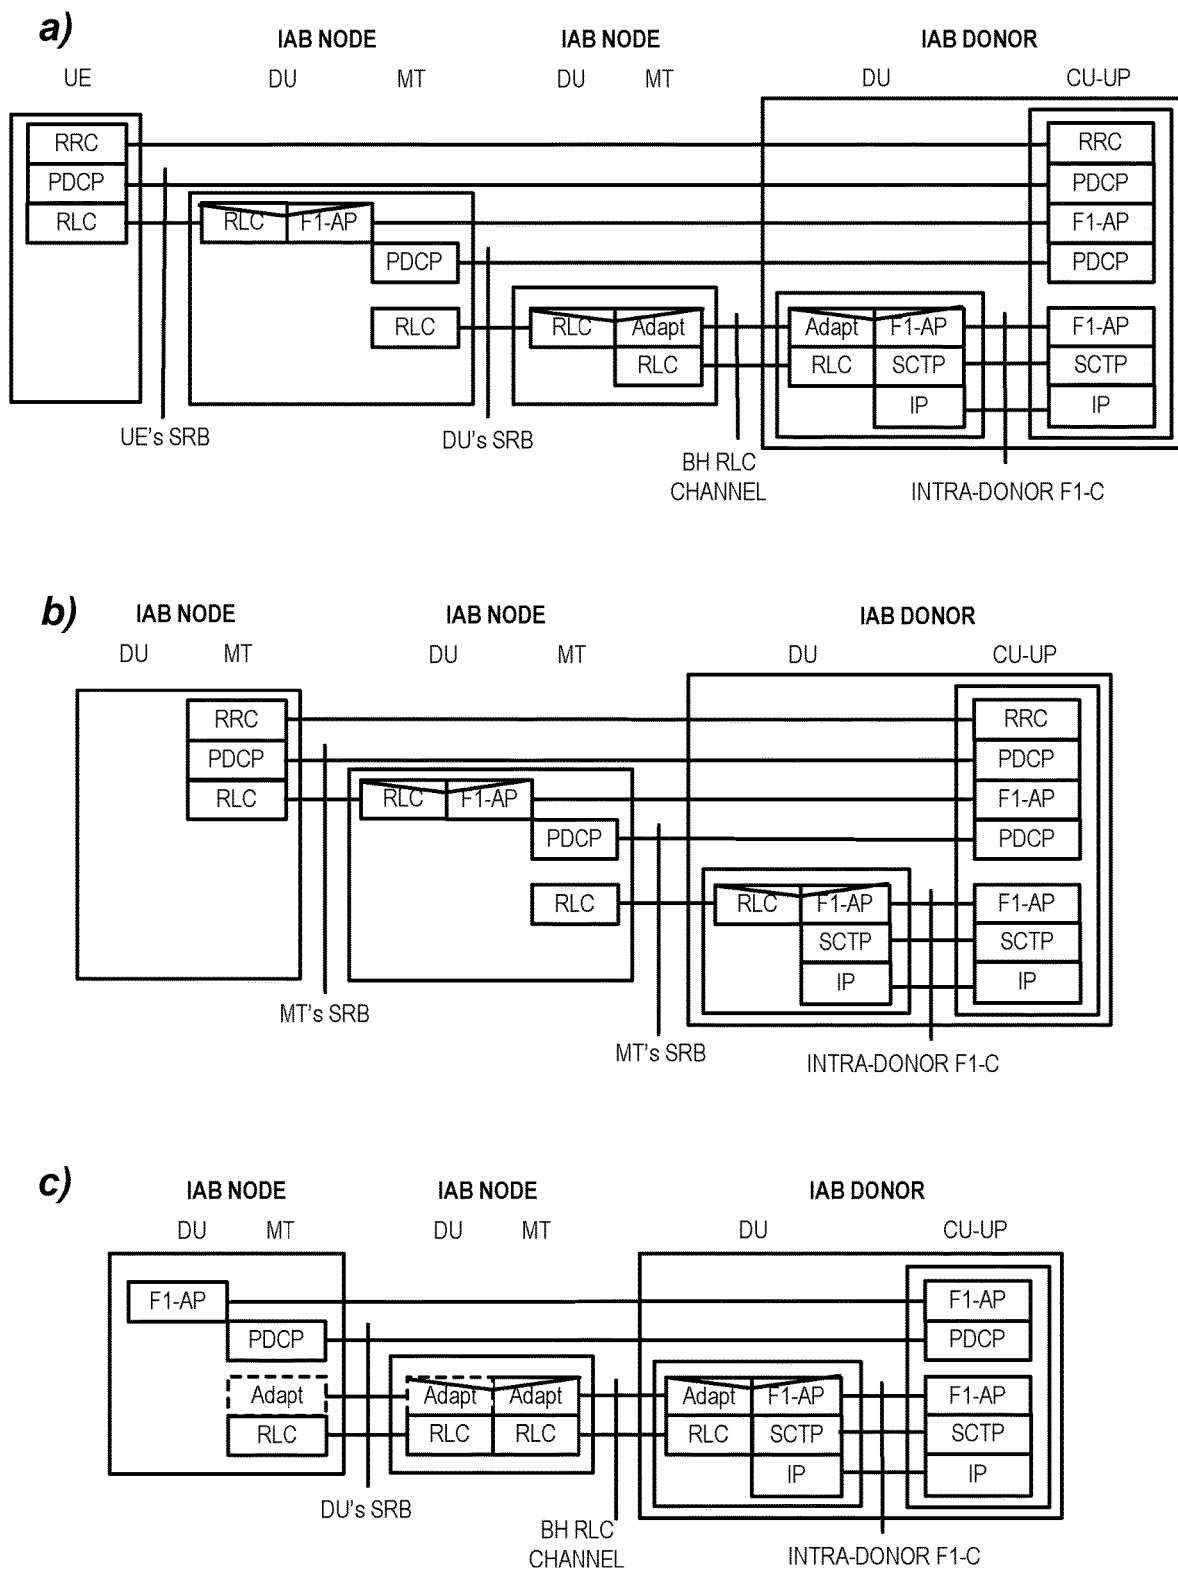 a)
IAB NODE IAB NODE IAB DONOR
UE DU MT DU MT DU CU-UP
RRC RRC
PDCP PDCP
RLC RLC F1-AP F1-AP
PDCP PDCP
RLC RLC Adapt Adapt F1-AP F1-AP
RLC RLC SCTP SCTP
IP IP
UE's SRB DU's SRB
BH RLC
CHANNEL INTRA-DONOR F1-C
b)
IAB NODE IAB NODE IAB DONOR
DU MT DU MT DU CU-UP
RRC RRC
PDCP PDCP
RLC RLC F1-AP F1-AP
PDCP PDCP
RLC RLC F1-AP F1-AP
SCTP SCTP
IP IP
MT's SRB
MT's SRB INTRA-DONOR F1-C
c)
IAB NODE IAB NODE IAB DONOR
DU MT DU MT DU CU-UP
F1-AP F1-AP
PDCP PDCP
Adapt Adapt Adapt Adapt F1-AP F1-AP
RLC RLC RLC RLC SCTP SCTP
IP IP
DU's SRB
BH RLC
CHANNEL INTRA-DONOR F1-C